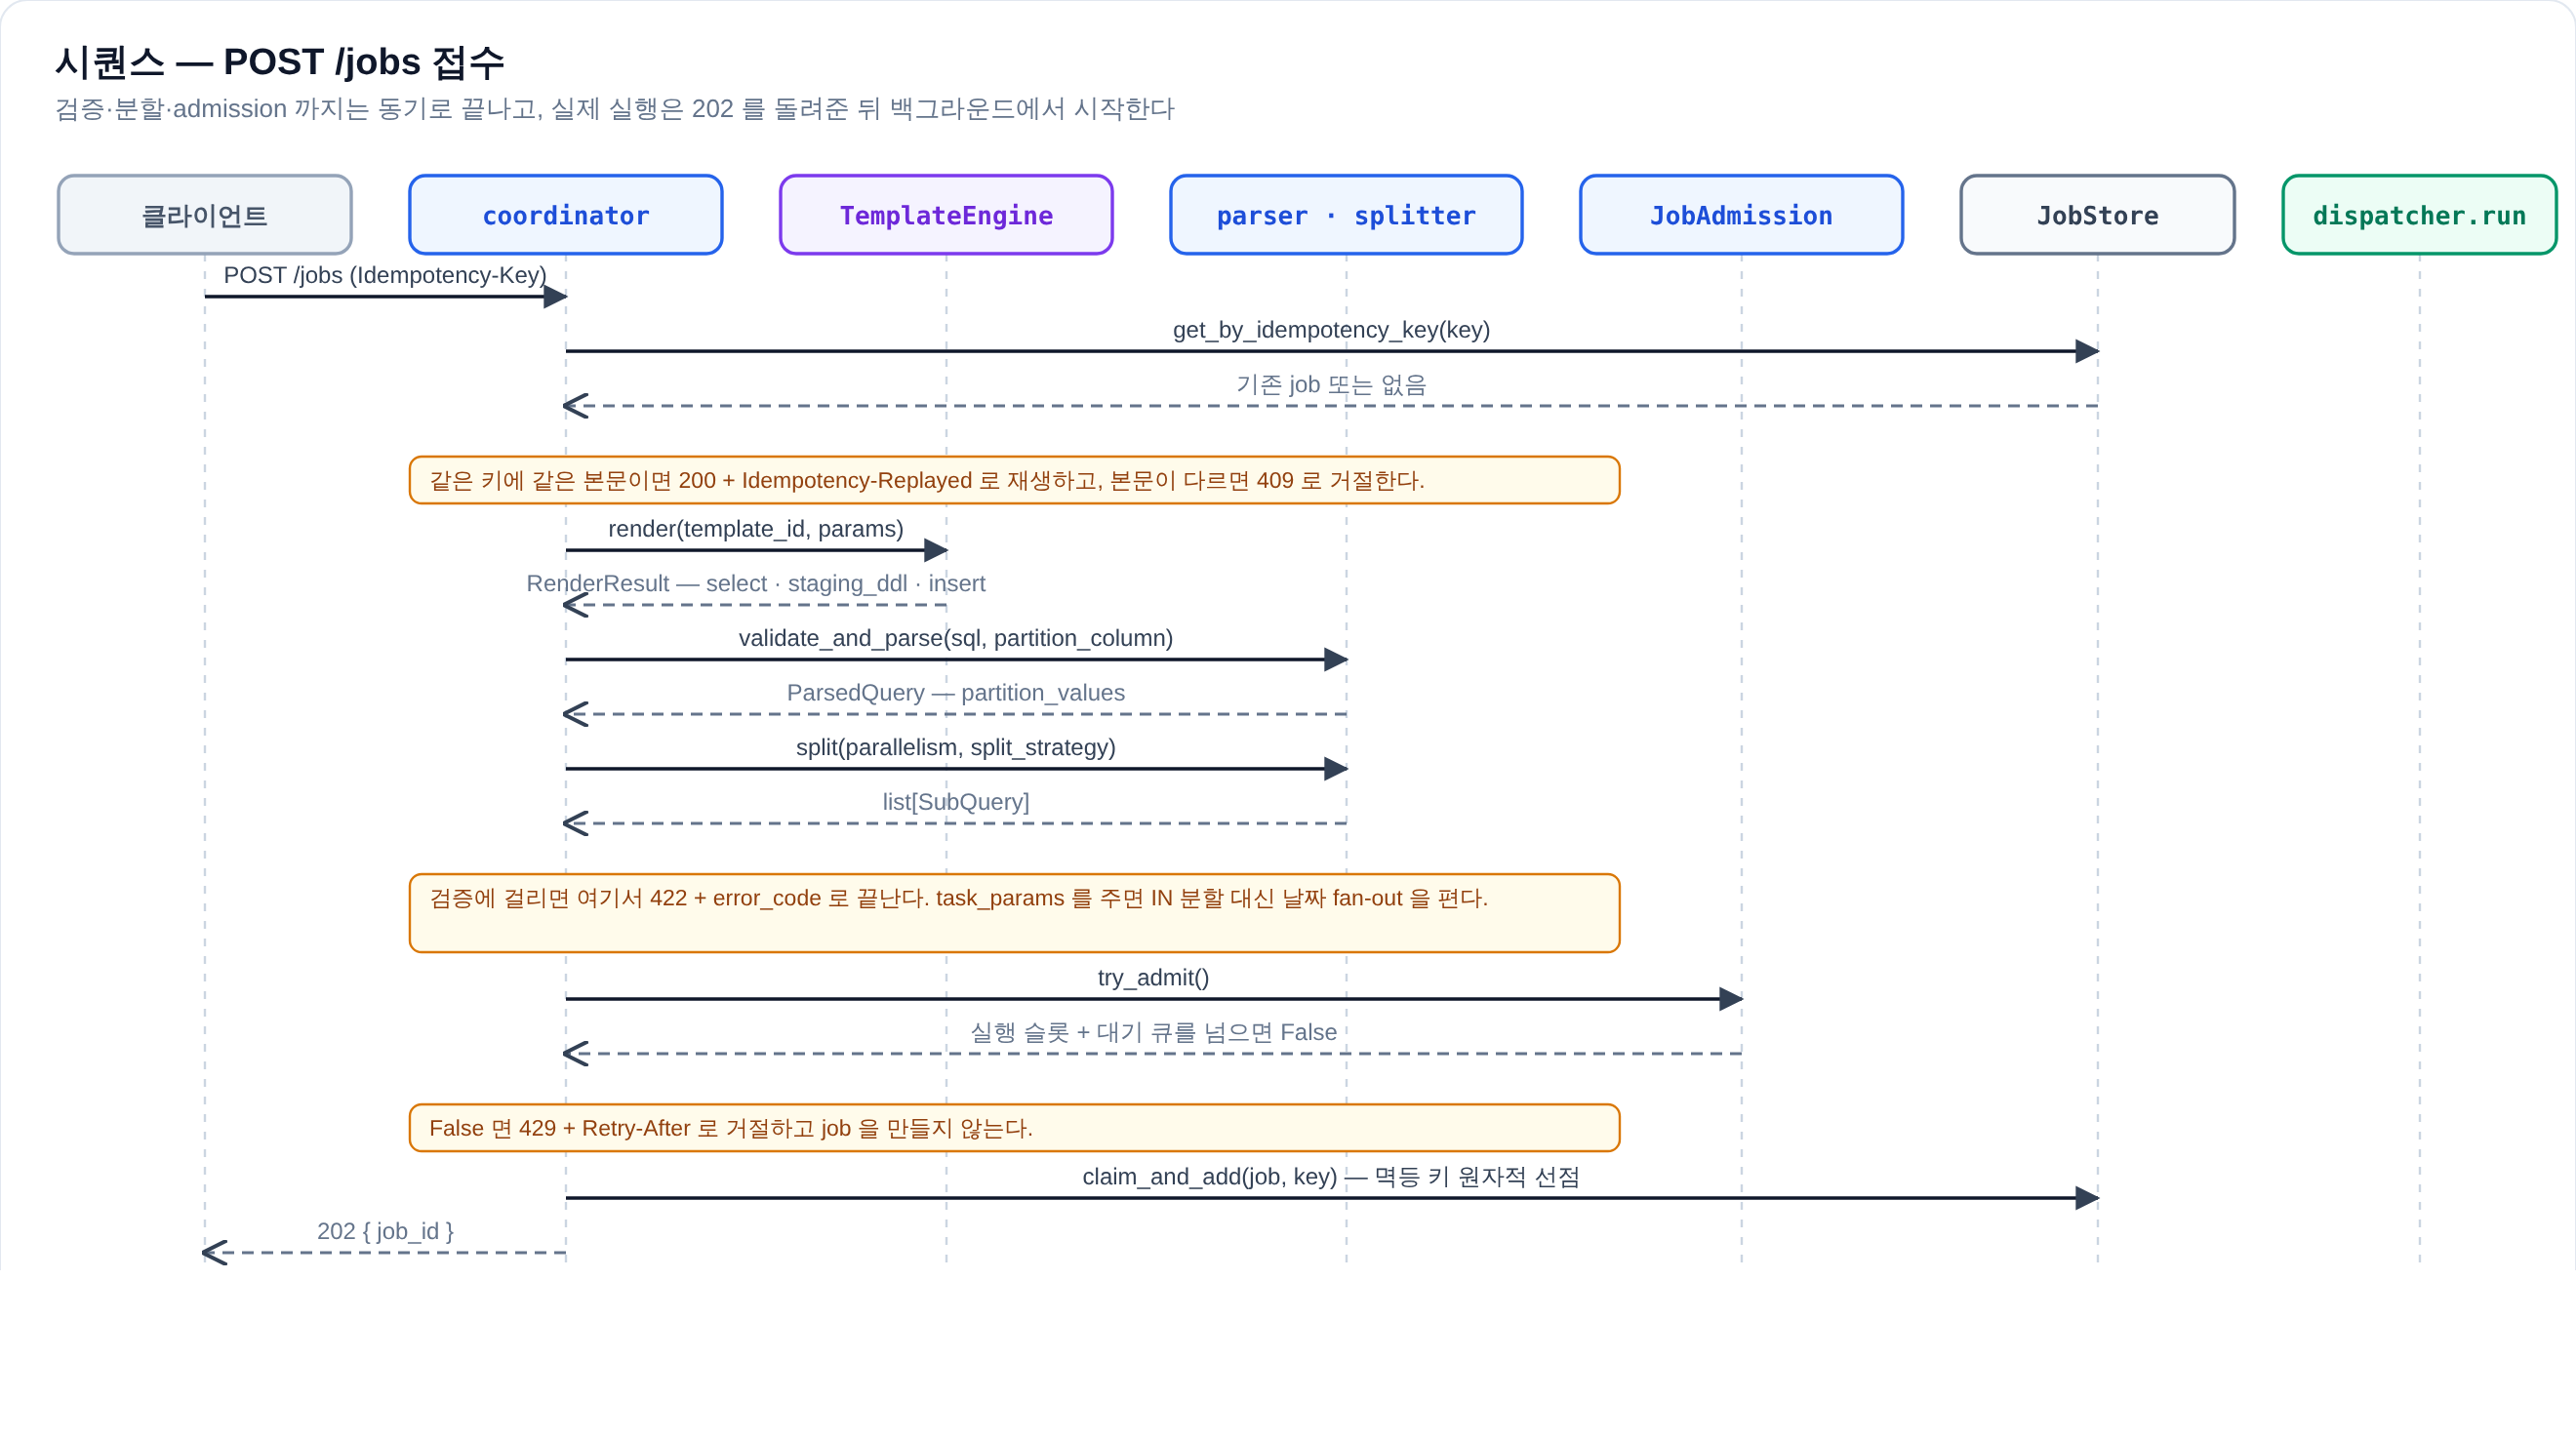 시퀀스 — POST /jobs 접수
검증·분할·admission 까지는 동기로 끝나고, 실제 실행은 202 를 돌려준 뒤 백그라운드에서 시작한다
클라이언트
coordinator
TemplateEngine
parser · splitter
JobAdmission
JobStore
dispatcher.run
POST /jobs (Idempotency-Key)
get_by_idempotency_key(key)
기존 job 또는 없음
같은 키에 같은 본문이면 200 + Idempotency-Replayed 로 재생하고, 본문이 다르면 409 로 거절한다.
render(template_id, params)
RenderResult — select · staging_ddl · insert
validate_and_parse(sql, partition_column)
ParsedQuery — partition_values
split(parallelism, split_strategy)
list[SubQuery]
검증에 걸리면 여기서 422 + error_code 로 끝난다. task_params 를 주면 IN 분할 대신 날짜 fan-out 을 편다.
try_admit()
실행 슬롯 + 대기 큐를 넘으면 False
False 면 429 + Retry-After 로 거절하고 job 을 만들지 않는다.
claim_and_add(job, key) — 멱등 키 원자적 선점
202 { job_id }